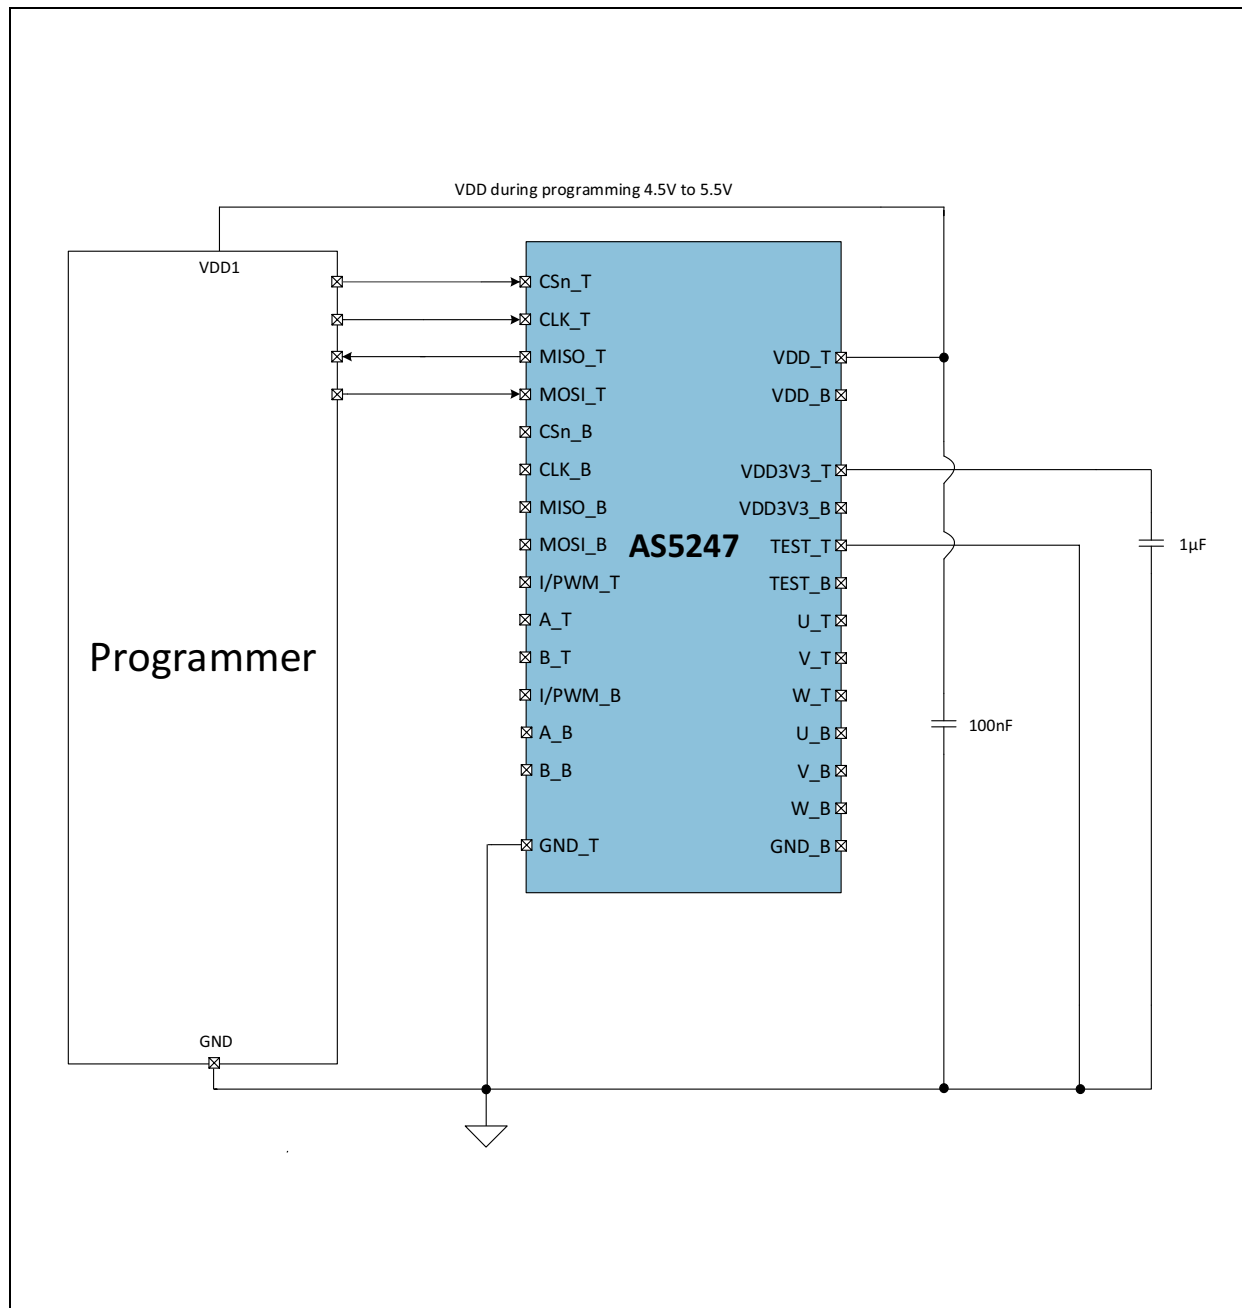 VDD during programming 4.5V to 5.5V
VDD1
Programmer
GND
CSn_T
CLK_T
MISO_T
MOSI_T
CSn_B
CLK_B
MISO_B
MOSI_B
I/PWM_T
A_T
B_T
I/PWM_B
A_B
B_B
GND_T
AS5247
VDD_T
VDD_B
VDD3V3_T
VDD3V3_B
TEST_T
TEST_B
U_T
V_T
W_T
U_B
V_B
W_B
GND_B
100nF
1µF